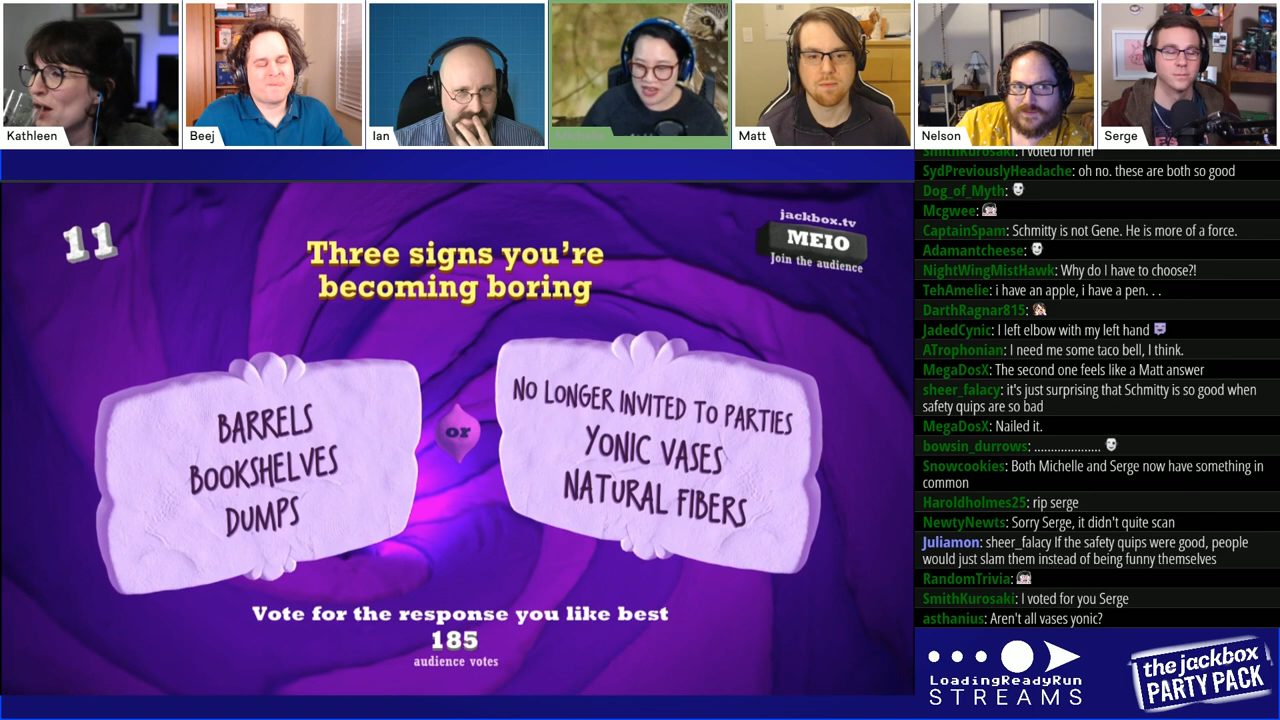 Kathleen
Beej
Ian
Matt
Nelson
Serge
11
Three signs you're
becoming boring
jackbox.tv
MEIO
Join the audience
BARRELS
BOOKSHELVES
DUMPS
or
NO LONGER INVITED TO PARTIES
YONIC VASES
NATURAL FIBERS
Vote for the response you like best
185
audience votes
SmithKurosaki: I voted for her
SydPreviouslyHeadache: oh no. these are both so good
Dog_of_Myth:
Mcgwee:
CaptainSpam: Schmitty is not Gene. He is more of a force.
Adamantcheese:
NightWingMistHawk: Why do I have to choose?!
TehAmelie: i have an apple, i have a pen. . .
DarthRagnar815:
JadedCynic: I left elbow with my left hand
ATrophonian: I need me some taco bell, I think.
MegaDosX: The second one feels like a Matt answer
sheer_falacy: it's just surprising that Schmitty is so good when
safety quips are so bad
MegaDosX: Nailed it.
bowsin_durrows: ....................
Snowcookies: Both Michelle and Serge now have something in
common
Haroldholmes25: rip serge
NewtyNewts: Sorry Serge, it didn't quite scan
Juliamon: sheer_falacy If the safety quips were good, people
would just slam them instead of being funny themselves
RandomTrivia:
SmithKurosaki: I voted for you Serge
asthanius: Aren't all vases yonic?
LoadingReadyRun
STREAMS
the jackbox
PARTY PACK